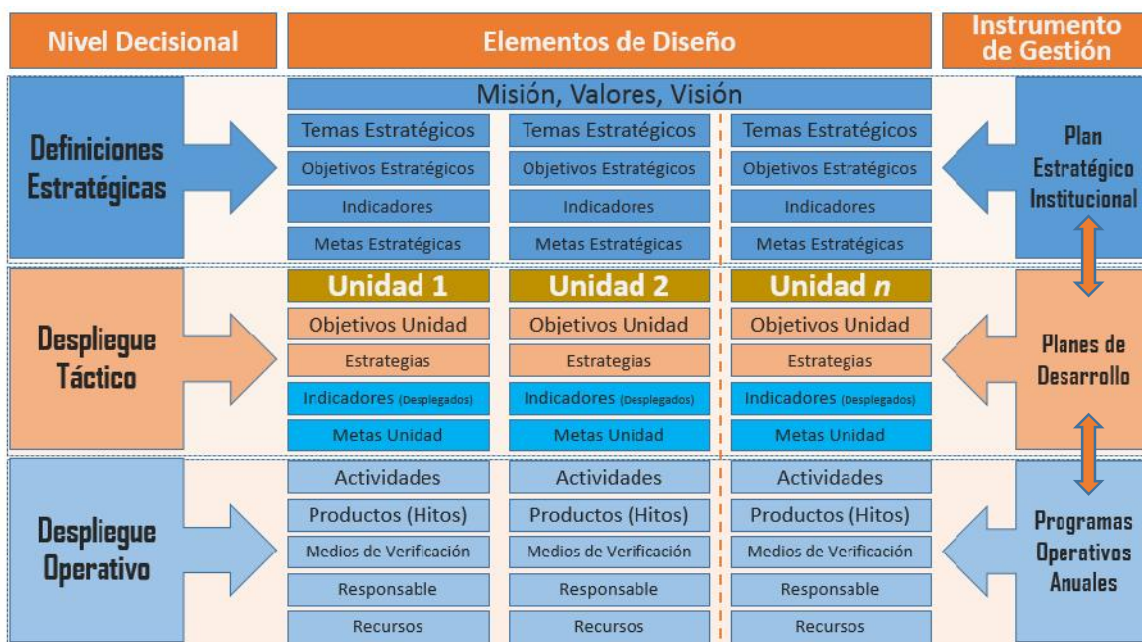 Nivel Decisional
Elementos de Diseño
Instrumento
de Gestión
Definiciones
Estratégicas
Misión, Valores, Visión
Temas Estratégicos
Temas Estratégicos
Temas Estratégicos
Objetivos Estratégicos
Objetivos Estratégicos
Objetivos Estratégicos
Indicadores
Indicadores
Indicadores
Metas Estratégicas
Metas Estratégicas
Metas Estratégicas
Plan
Estratégico
Institucional
Despliegue
Táctico
Unidad 1
Unidad 2
Unidad n
Objetivos Unidad
Objetivos Unidad
Objetivos Unidad
Estrategias
Estrategias
Estrategias
Indicadores (Desplegados)
Indicadores (Desplegados)
Indicadores (Desplegados)
Metas Unidad
Metas Unidad
Metas Unidad
Planes de
Desarrollo
Despliegue
Operativo
Actividades
Actividades
Actividades
Productos (Hitos)
Productos (Hitos)
Productos (Hitos)
Medios de Verificación
Medios de Verificación
Medios de Verificación
Responsable
Responsable
Responsable
Recursos
Recursos
Recursos
Programas
Operativos
Anuales